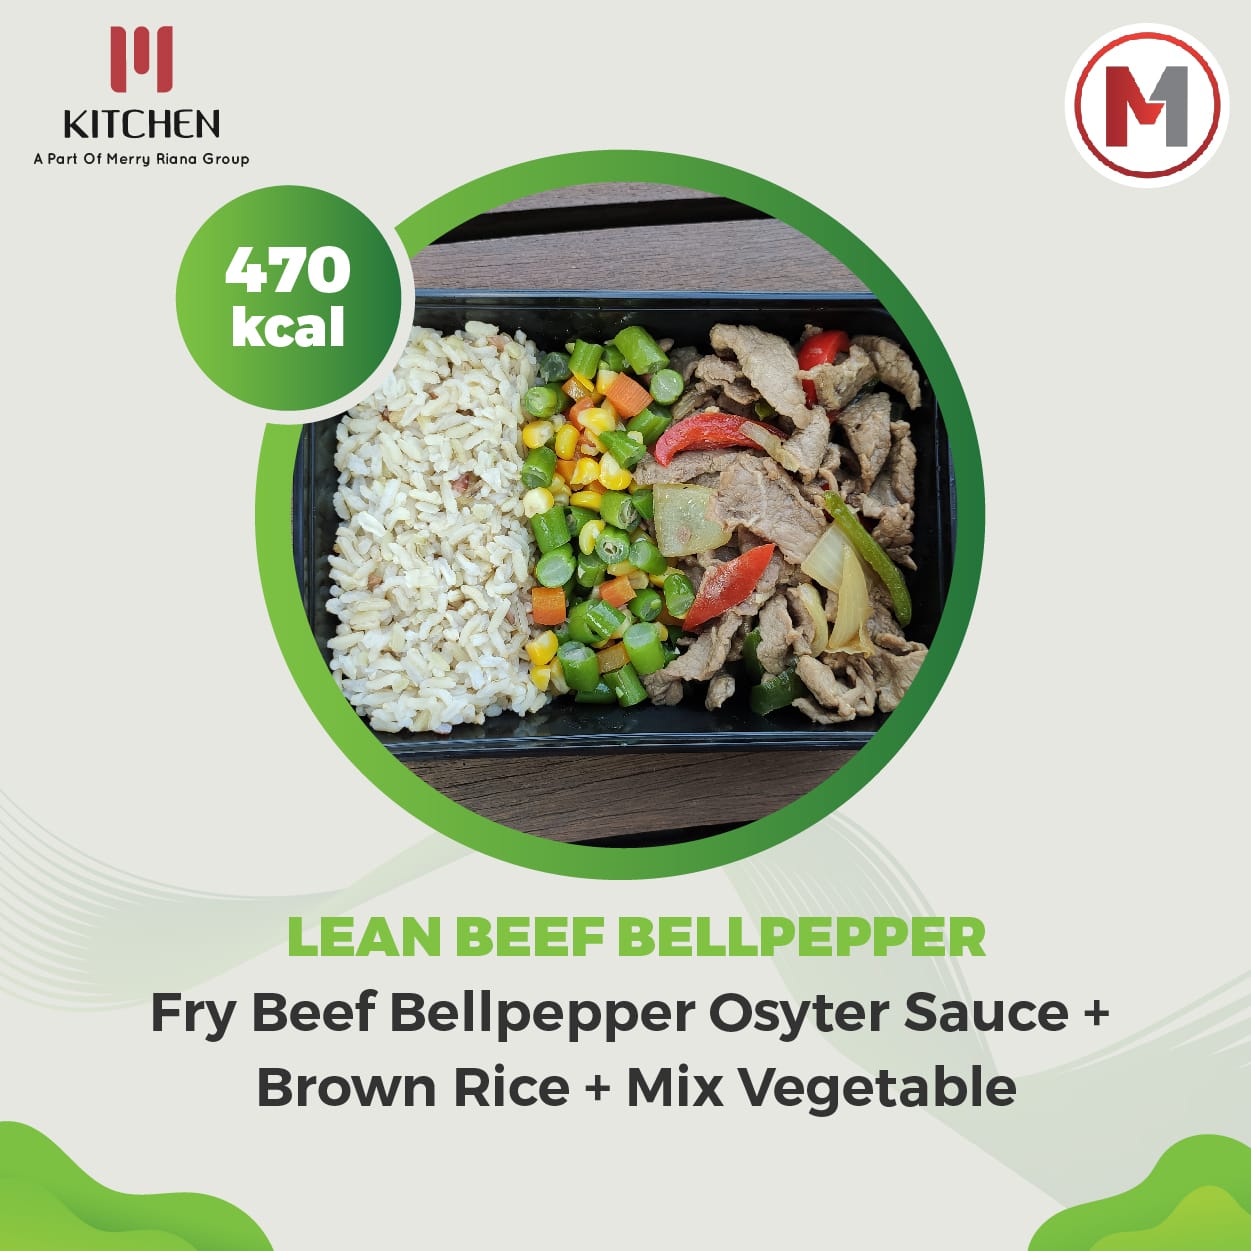 KITCHEN
A Part Of Merry Riana Group
M1
470
kcal
LEAN BEEF BELLPEPPER
Fry Beef Bellpepper Osyter Sauce +
Brown Rice + Mix Vegetable